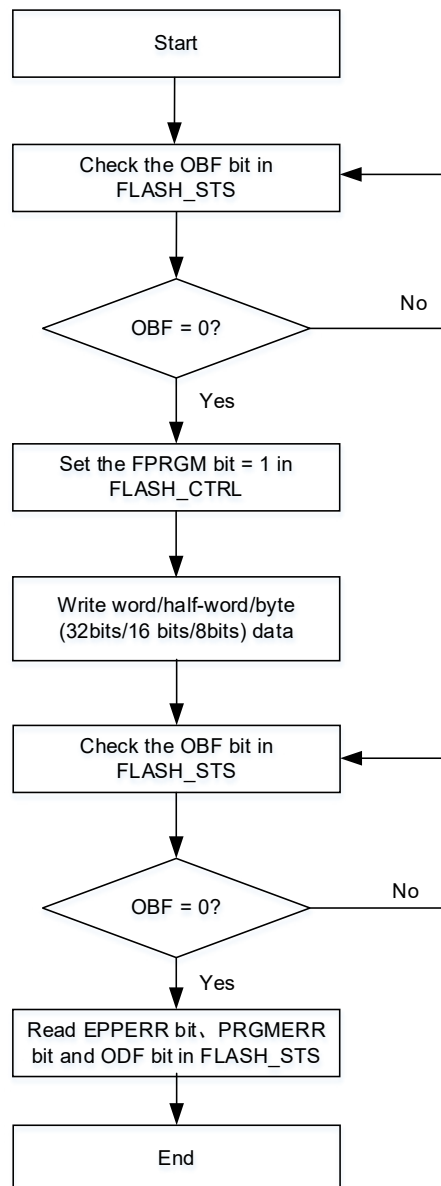 Start
Check the OBF bit in
FLASH_STS
OBF = 0?
No
Yes
Set the FPRGM bit = 1 in
FLASH_CTRL
Write word/half-word/byte
(32bits/16 bits/8bits) data
Check the OBF bit in
FLASH_STS
OBF = 0?
No
Yes
Read EPPERR bit、PRGMERR
bit and ODF bit in FLASH_STS
End